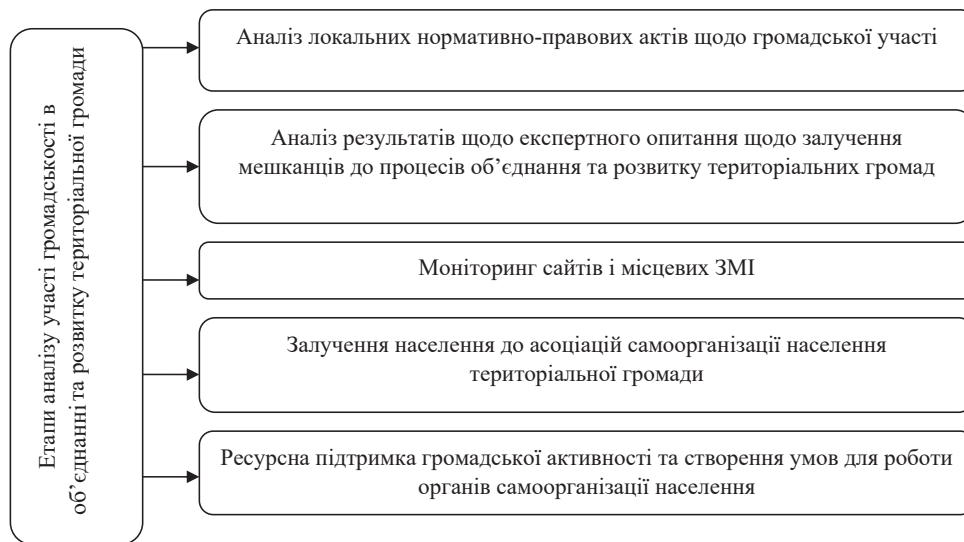 Етапи аналізу участі громадськості в
об’єднанні та розвитку територіальної громади
Аналіз локальних нормативно-правових актів щодо громадської участі
Аналіз результатів щодо експертного опитання щодо залучення
мешканців до процесів об’єднання та розвитку територіальних громад
Моніторинг сайтів і місцевих ЗМІ
Залучення населення до асоціацій самоорганізації населення
територіальної громади
Ресурсна підтримка громадської активності та створення умов для роботи
органів самоорганізації населення